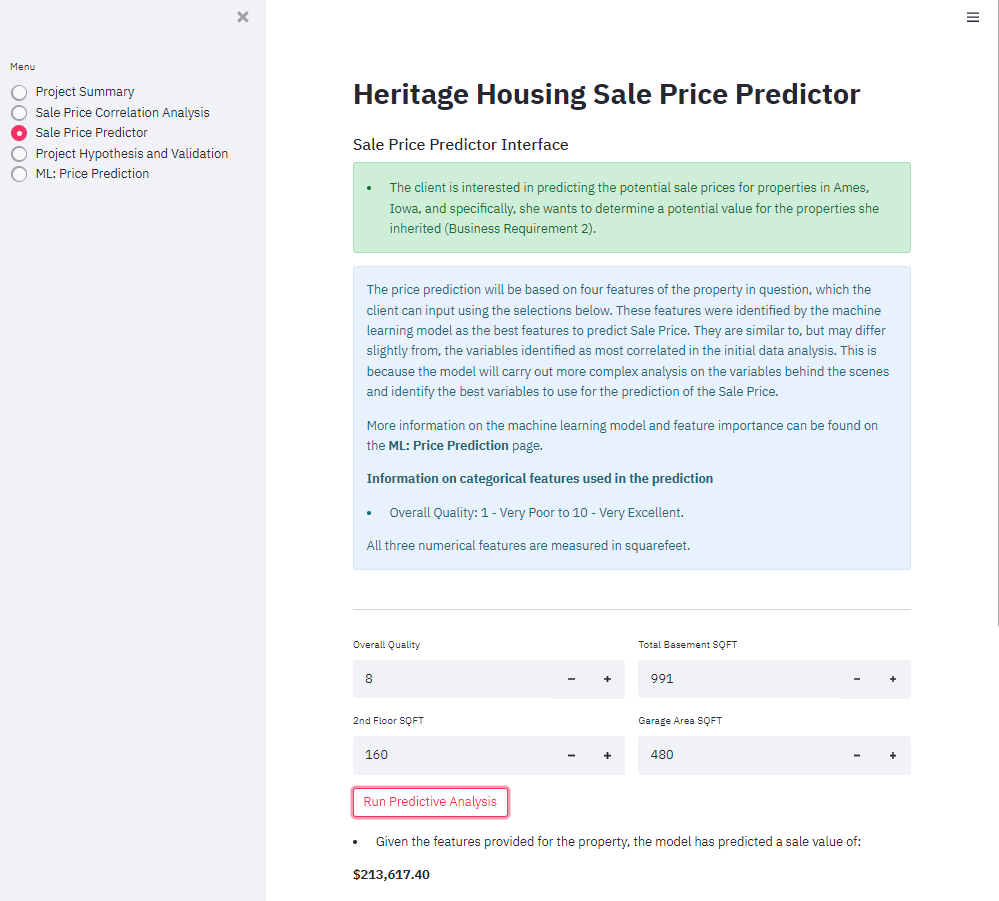 Menu
Project Summary
Sale Price Correlation Analysis
Sale Price Predictor
Project Hypothesis and Validation
ML: Price Prediction
Heritage Housing Sale Price Predictor
Sale Price Predictor Interface
• The client is interested in predicting the potential sale prices for properties in Ames,
Iowa, and specifically, she wants to determine a potential value for the properties she
inherited (Business Requirement 2).
The price prediction will be based on four features of the property in question, which the
client can input using the selections below. These features were identified by the machine
learning model as the best features to predict Sale Price. They are similar to, but may differ
slightly from, the variables identified as most correlated in the initial data analysis. This is
because the model will carry out more complex analysis on the variables behind the scenes
and identify the best variables to use for the prediction of the Sale Price.
More information on the machine learning model and feature importance can be found on
the ML: Price Prediction page.
Information on categorical features used in the prediction
• Overall Quality: 1 - Very Poor to 10 - Very Excellent.
All three numerical features are measured in squarefeet.
Overall Quality
8 − +
Total Basement SQFT
991 − +
2nd Floor SQFT
160 − +
Garage Area SQFT
480 − +
Run Predictive Analysis
• Given the features provided for the property, the model has predicted a sale value of:
$213,617.40